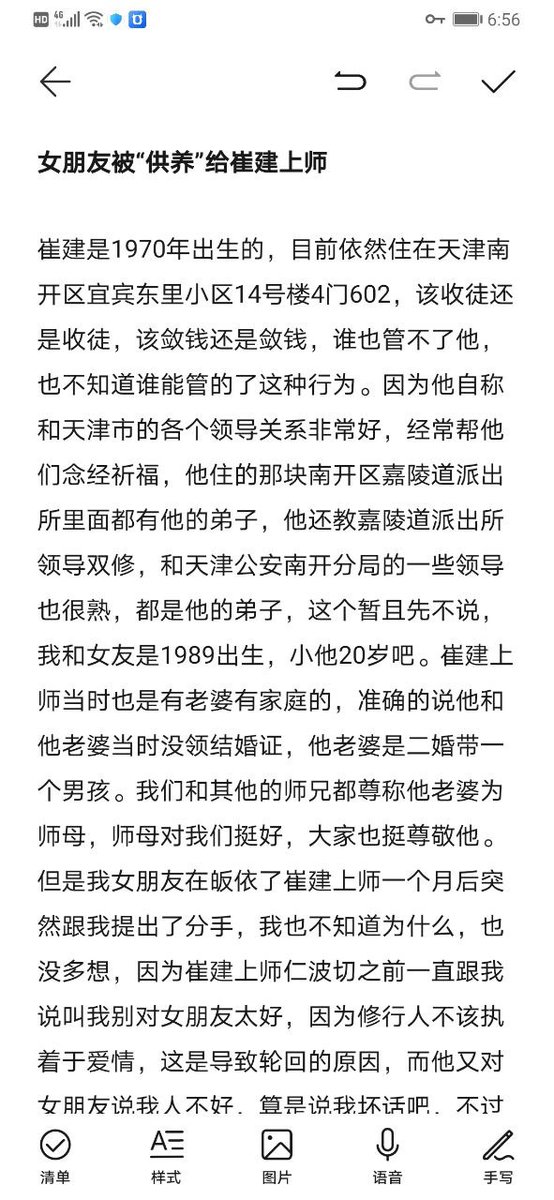 HD 4G 6:56
女朋友被“供养”给崔建上师
崔建是1970年出生的，目前依然住在天津南
开区宜宾东里小区14号楼4门602，该收徒还
是收徒，该敛钱还是敛钱，谁也管不了他，
也不知道谁能管的了这种行为。因为他自称
和天津市的各个领导关系非常好，经常帮他
们念经祈福，他住的那块南开区嘉陵道派出
所里面都有他的弟子，他还教嘉陵道派出所
领导双修，和天津公安南开分局的一些领导
也很熟，都是他的弟子，这个暂且先不说，
我和女友是1989出生，小他20岁吧。崔建上
师当时也是有老婆有家庭的，准确的说他和
他老婆当时没领结婚证，他老婆是二婚带一
个男孩。我们和其他的师兄都尊称他老婆为
师母，师母对我们挺好，大家也挺尊敬他。
但是我女朋友在皈依了崔建上师一个月后突
然跟我提出了分手，我也不知道为什么，也
没多想，因为崔建上师仁波切之前一直跟我
说叫我别对女朋友太好，因为修行人不该执
着于爱情，这是导致轮回的原因，而他又对
女朋友说我人不好，算是说我坏话吧，不过
清单 样式 图片 语音 手写